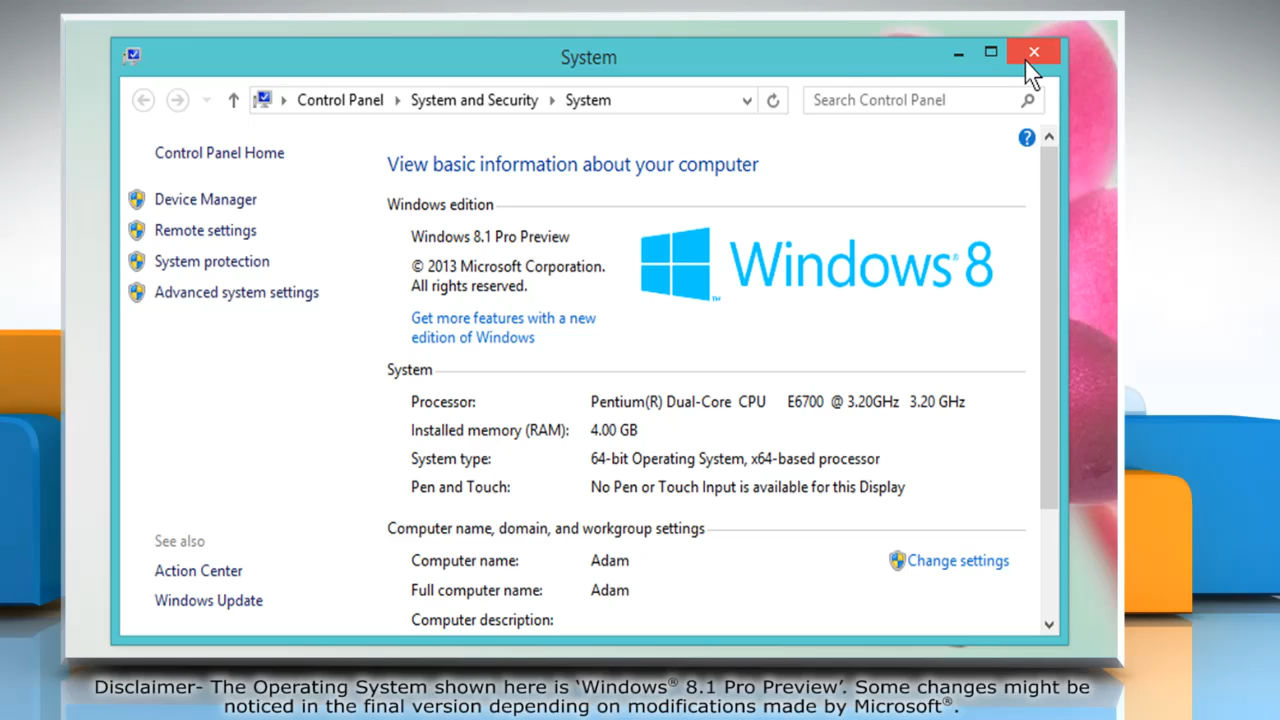 System
Control Panel System and Security System
Search Control Panel
Control Panel Home
Device Manager
Remote settings
System protection
Advanced system settings
See also
Action Center
Windows Update
View basic information about your computer
Windows edition
Windows 8.1 Pro Preview
© 2013 Microsoft Corporation.
All rights reserved.
Get more features with a new
edition of Windows
Windows® 8
™
System
Processor: Pentium(R) Dual-Core CPU E6700 @ 3.20GHz 3.20 GHz
Installed memory (RAM): 4.00 GB
System type: 64-bit Operating System, x64-based processor
Pen and Touch: No Pen or Touch Input is available for this Display
Computer name, domain, and workgroup settings
Computer name: Adam
Change settings
Full computer name: Adam
Computer description:
Disclaimer- The Operating System shown here is ‘Windows® 8.1 Pro Preview’. Some changes might be
noticed in the final version depending on modifications made by Microsoft®.